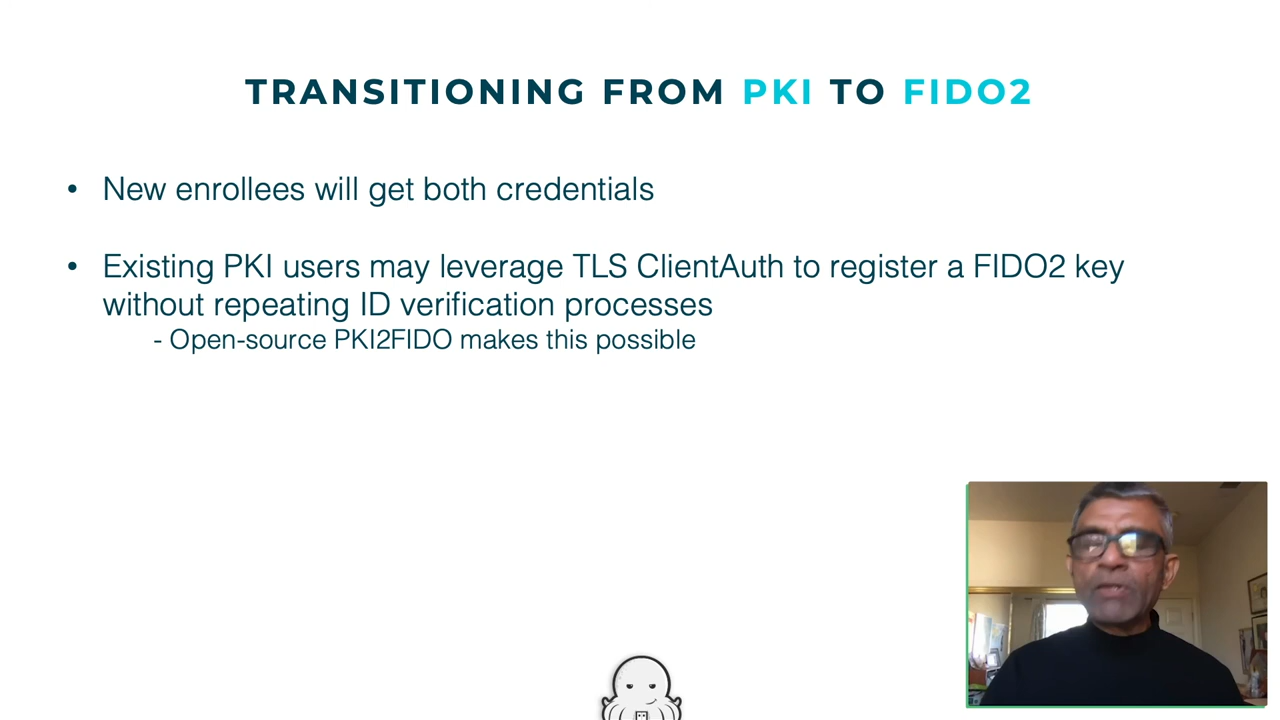 TRANSITIONING FROM PKI TO FIDO2
• New enrollees will get both credentials
• Existing PKI users may leverage TLS ClientAuth to register a FIDO2 key
without repeating ID verification processes
- Open-source PKI2FIDO makes this possible